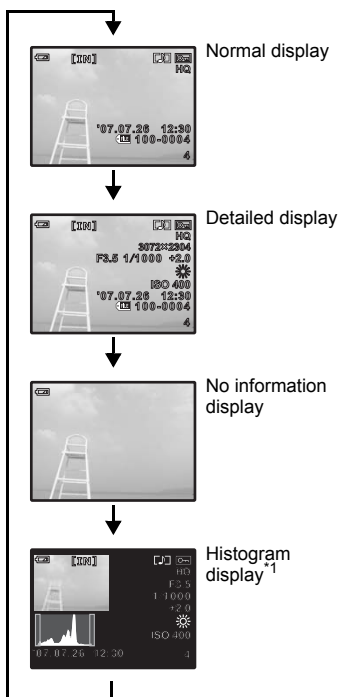 [IN]
HQ
Normal display
'07.07.26 12:30
100-0004
4
[IN]
HQ
Detailed display
3072×2304
F3.5 1/1000 +2.0
ISO 400
'07.07.26 12:30
100-0004
4
No information
display
[IN]
HQ
Histogram
display*1
F3.5
1/1000
+2.0
ISO 400
'07.07.26 12:30
4